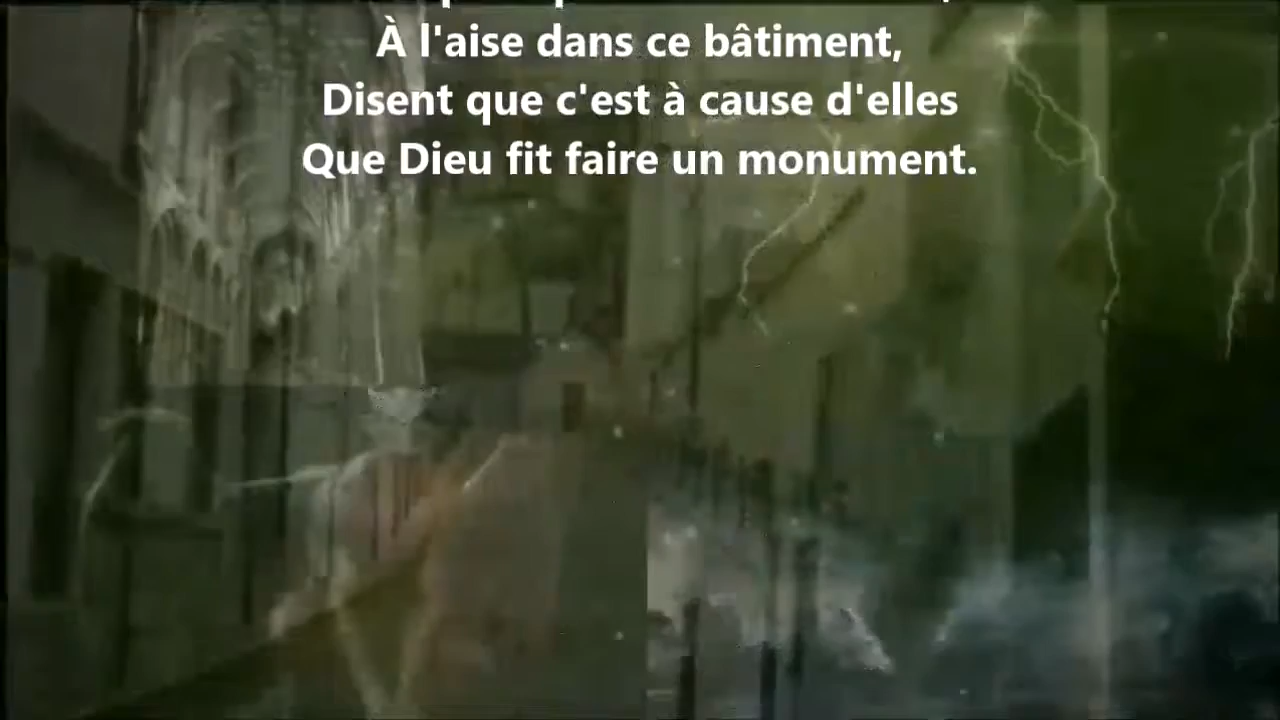 À l'aise dans ce bâtiment,
Disent que c'est à cause d'elles
Que Dieu fit faire un monument.